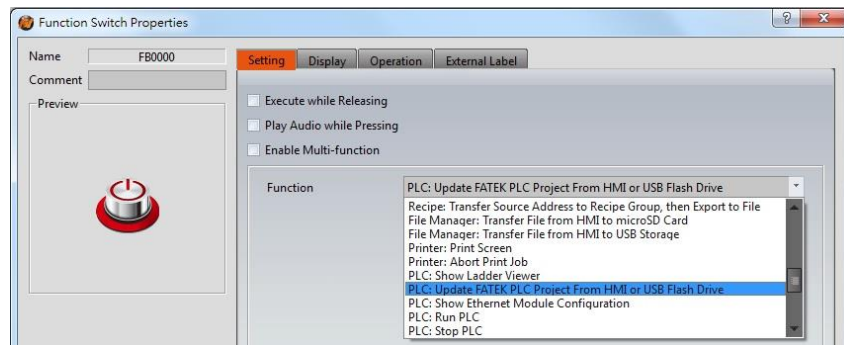 Function Switch Properties
Name FB0000
Comment
Preview
Setting Display Operation External Label
Execute while Releasing
Play Audio while Pressing
Enable Multi-function
Function PLC: Update FATEK PLC Project From HMI or USB Flash Drive
Recipe: Transfer Source Address to Recipe Group, then Export to File
File Manager: Transfer File from HMI to microSD Card
File Manager: Transfer File from HMI to USB Storage
Printer: Print Screen
Printer: Abort Print Job
PLC: Show Ladder Viewer
PLC: Update FATEK PLC Project From HMI or USB Flash Drive
PLC: Show Ethernet Module Configuration
PLC: Run PLC
PLC: Stop PLC